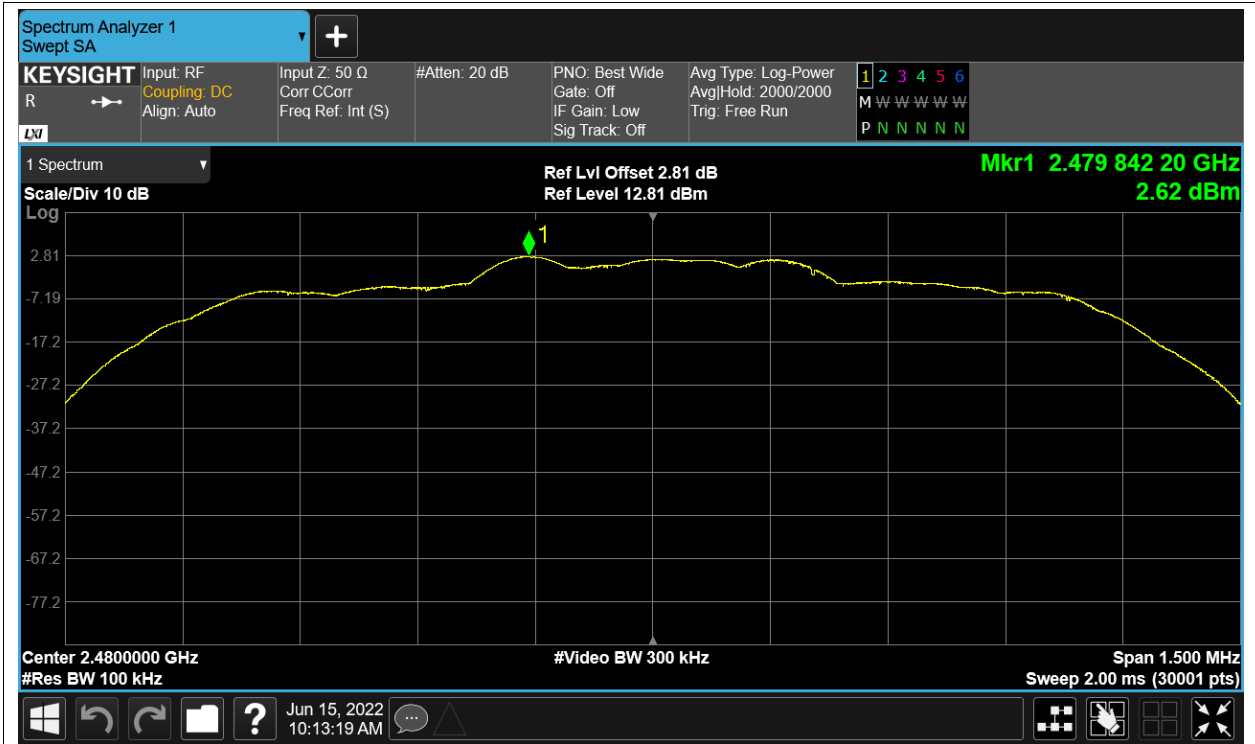 Spectrum Analyzer 1
Swept SA
KEYSIGHT
R
LXI
Input: RF
Coupling: DC
Align: Auto
Input Z: 50 Ω
Corr CCorr
Freq Ref: Int (S)
#Atten: 20 dB
PNO: Best Wide
Gate: Off
IF Gain: Low
Sig Track: Off
Avg Type: Log-Power
Avg|Hold: 2000/2000
Trig: Free Run
1 2 3 4 5 6
M W W W W W
P N N N N N
1 Spectrum
Scale/Div 10 dB
Log
Ref Lvl Offset 2.81 dB
Ref Level 12.81 dBm
Mkr1 2.479 842 20 GHz
2.62 dBm
1
2.81
-7.19
-17.2
-27.2
-37.2
-47.2
-57.2
-67.2
-77.2
Center 2.4800000 GHz
#Res BW 100 kHz
#Video BW 300 kHz
Span 1.500 MHz
Sweep 2.00 ms (30001 pts)
?
Jun 15, 2022
10:13:19 AM